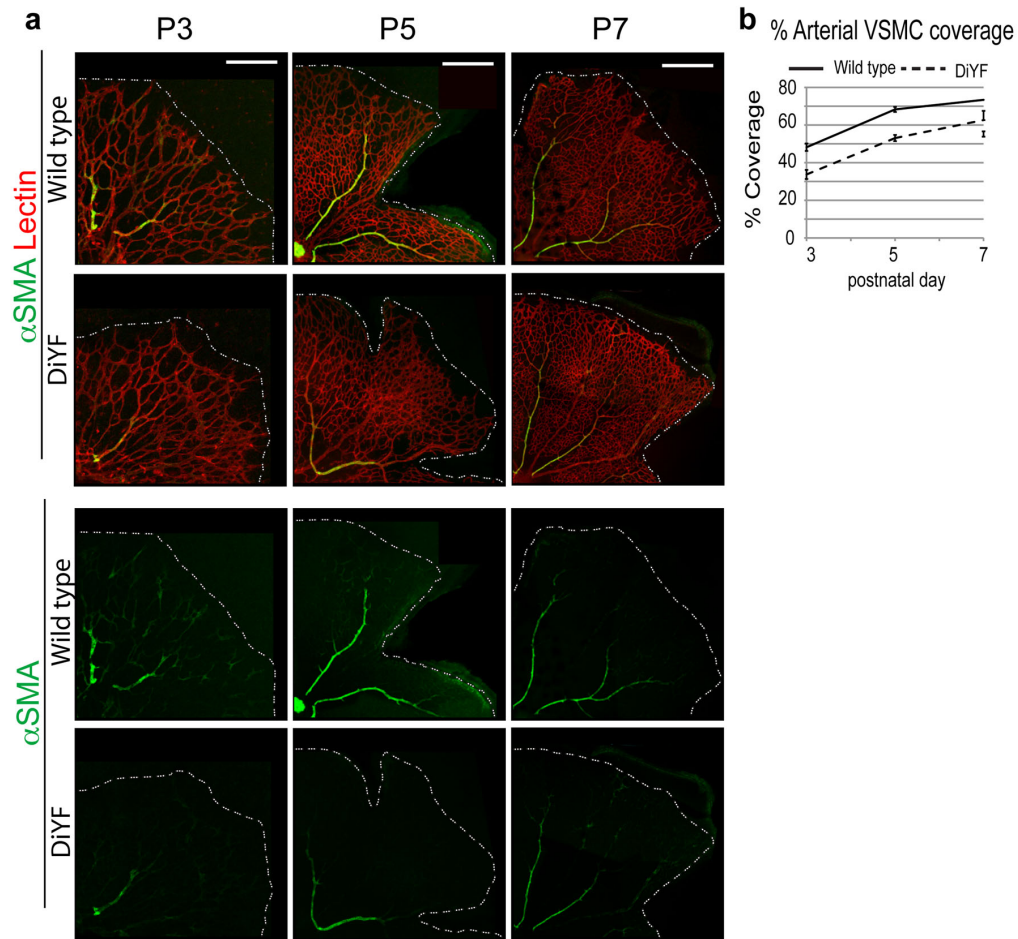 a
P3 P5 P7
αSMA Lectin
Wild type
DiYF
αSMA
Wild type
DiYF
b
% Arterial VSMC coverage
Wild type DiYF
% Coverage
80
60
40
20
0
3 5 7
postnatal day